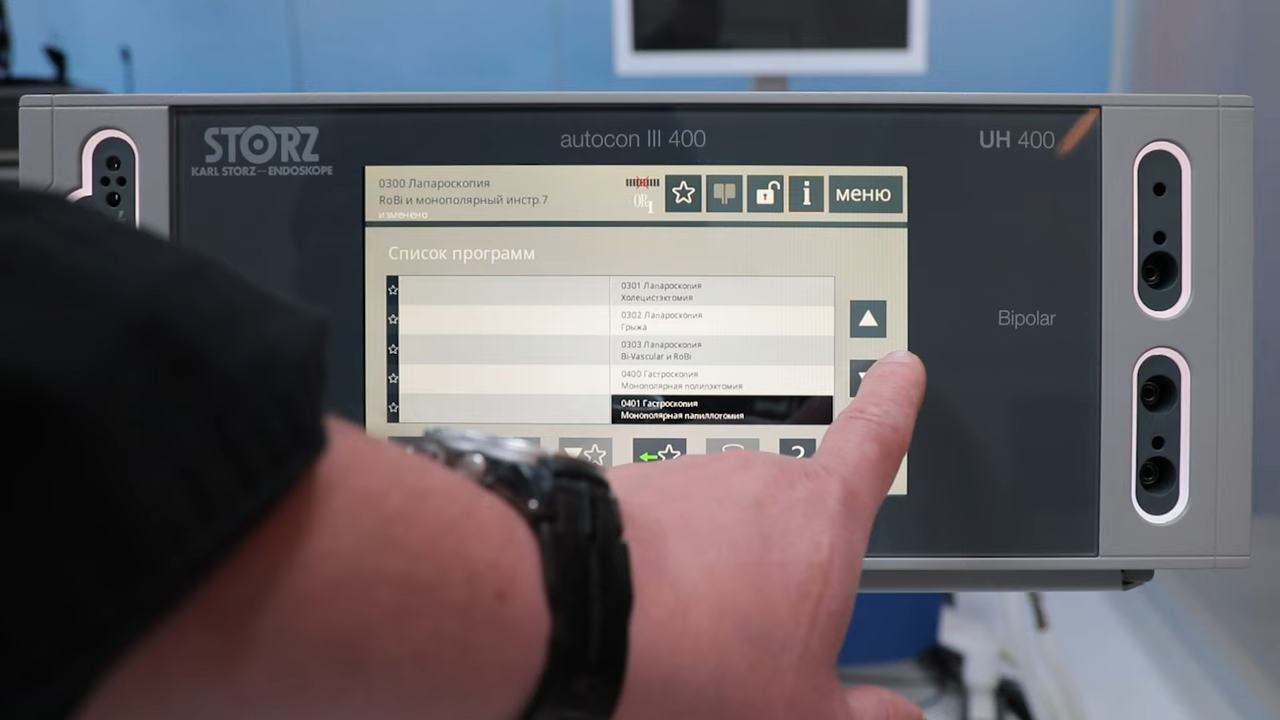 STORZ
KARL STORZ — ENDOSKOPE
autocon III 400
UH 400
0300 Лапароскопия
RoBi и монополярный инстр.7
изменено
OR1
i
меню
Список программ
0301 Лапароскопия
Холецистэктомия
0302 Лапароскопия
Грыжа
0303 Лапароскопия
Bi-Vascular и RoBi
0400 Гастроскопия
Монополярная полипэктомия
0401 Гастроскопия
Монополярная папиллотомия
?
Bipolar